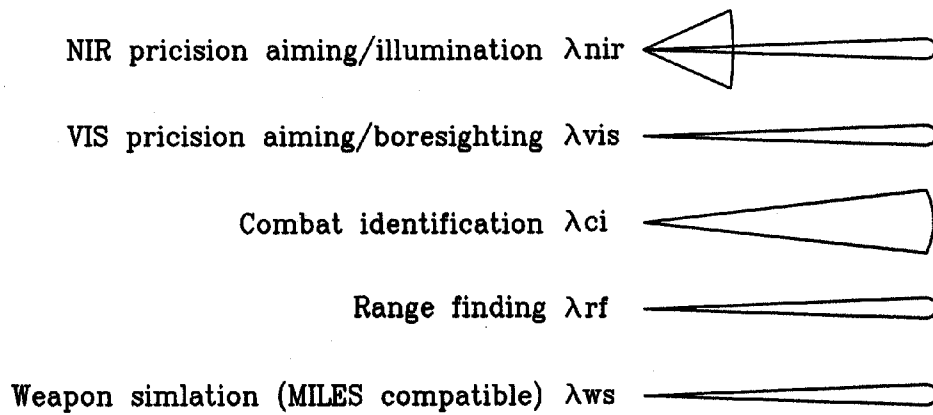 NIR pricision aiming/illumination λnir
VIS pricision aiming/boresighting λvis
Combat identification λci
Range finding λrf
Weapon simlation (MILES compatible) λws